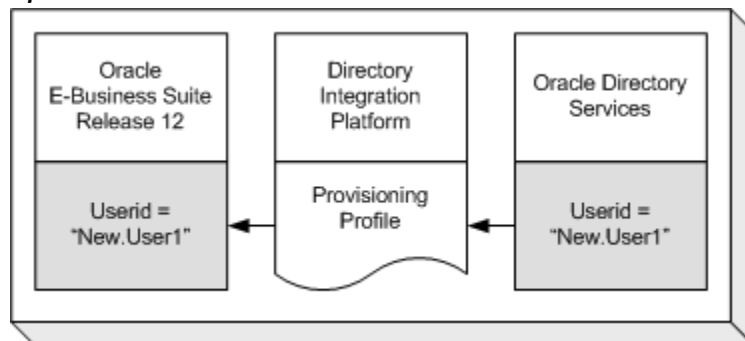 Oracle
E-Business Suite
Release 12
Directory
Integration
Platform
Oracle Directory
Services
Userid =
“New.User1”
Provisioning
Profile
Userid =
“New.User1”